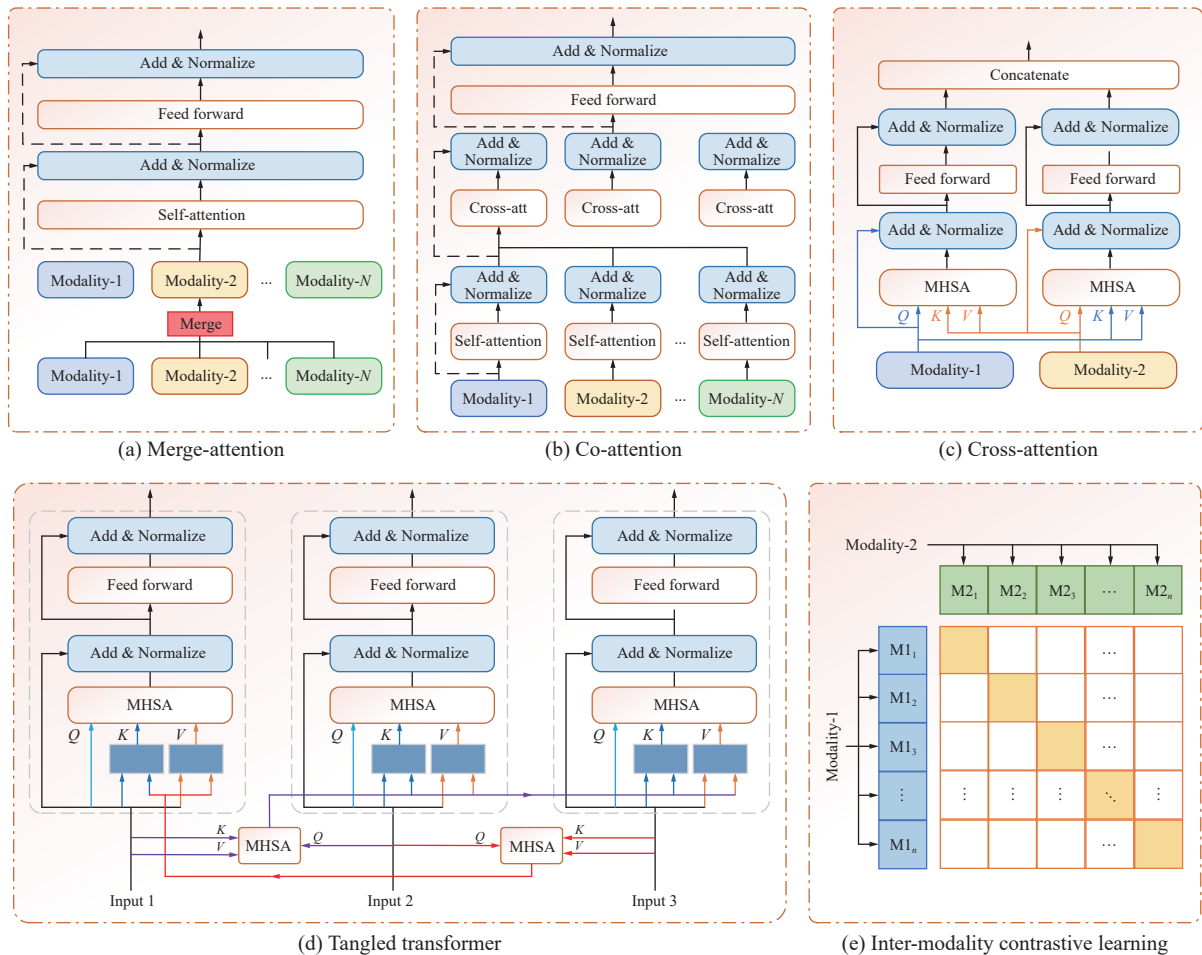 Add & Normalize
Feed forward
Add & Normalize
Self-attention
Modality-1
Modality-2
...
Modality-N
Merge
Modality-1
Modality-2
...
Modality-N
(a) Merge-attention
Add & Normalize
Feed forward
Add &
Normalize
Add &
Normalize
Add &
Normalize
Cross-att
Cross-att
Cross-att
Add &
Normalize
Add &
Normalize
Add &
Normalize
Self-attention
Self-attention
...
Self-attention
Modality-1
Modality-2
...
Modality-N
(b) Co-attention
Concatenate
Add & Normalize
Add & Normalize
Feed forward
Feed forward
Add & Normalize
Add & Normalize
MHSA
MHSA
Q
K
V
Q
K
V
Modality-1
Modality-2
(c) Cross-attention
Add & Normalize
Feed forward
Add & Normalize
MHSA
Q
K
V
Add & Normalize
Feed forward
Add & Normalize
MHSA
Q
K
V
Add & Normalize
Feed forward
Add & Normalize
MHSA
Q
K
V
K
V
MHSA
Q
Q
MHSA
K
V
Input 1
Input 2
Input 3
(d) Tangled transformer
Modality-2
M2₁
M2₂
M2₃
...
M2ₙ
Modality-1
M1₁
...
M1₂
...
M1₃
...
⋮
⋮
⋮
⋮
⋱
⋮
M1ₙ
...
(e) Inter-modality contrastive learning